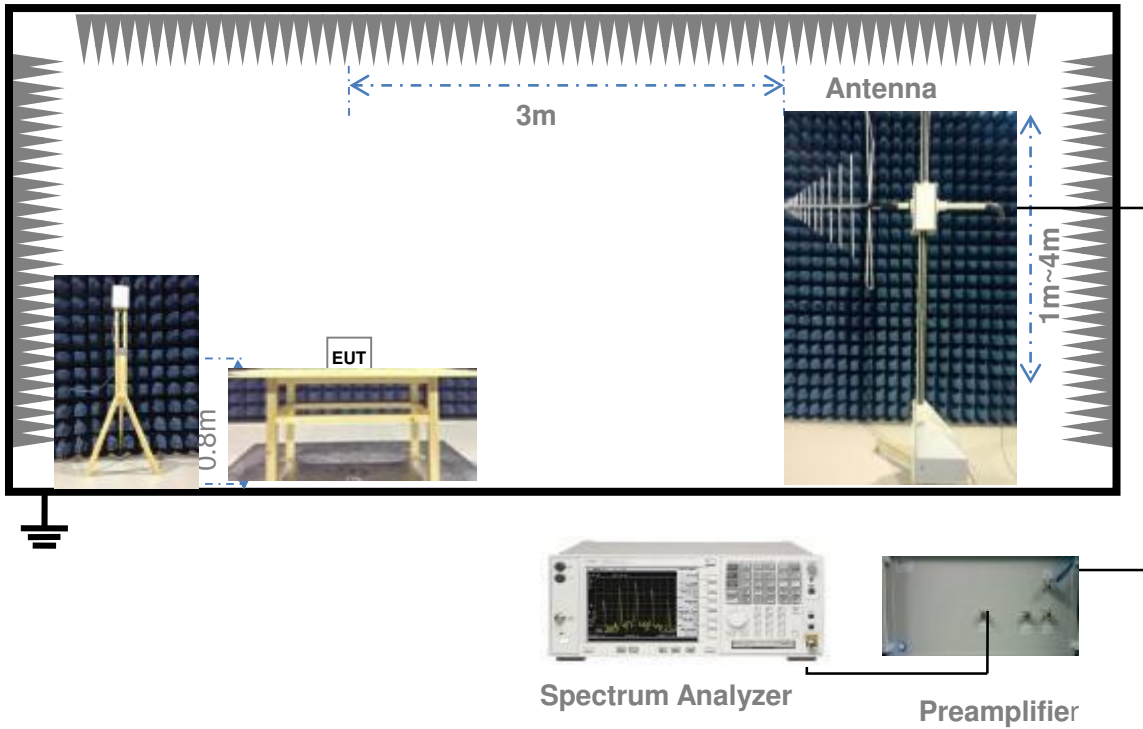 Antenna
3m
1m~4m
EUT
0.8m
Spectrum Analyzer
Preamplifier